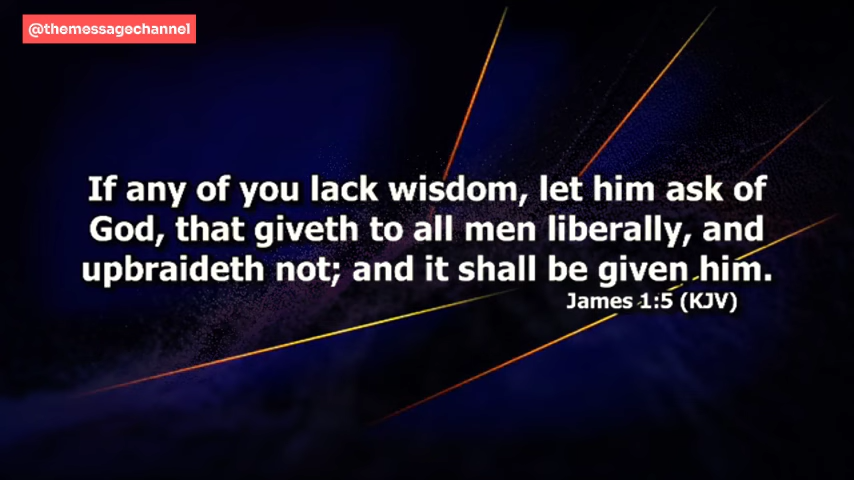 @themessagechannel
If any of you lack wisdom, let him ask of
God, that giveth to all men liberally, and
upbraideth not; and it shall be given him.
James 1:5 (KJV)